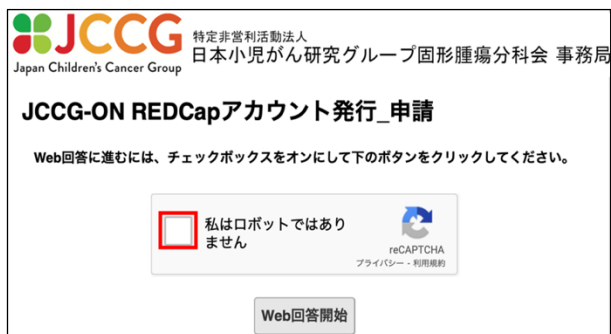 JCCG
Japan Children's Cancer Group
特定非営利活動法人
日本小児がん研究グループ固形腫瘍分科会 事務局
JCCG-ON REDCapアカウント発行_申請
Web回答に進むには、チェックボックスをオンにして下のボタンをクリックしてください。
私はロボットではあり
ません
reCAPTCHA
プライバシー - 利用規約
Web回答開始